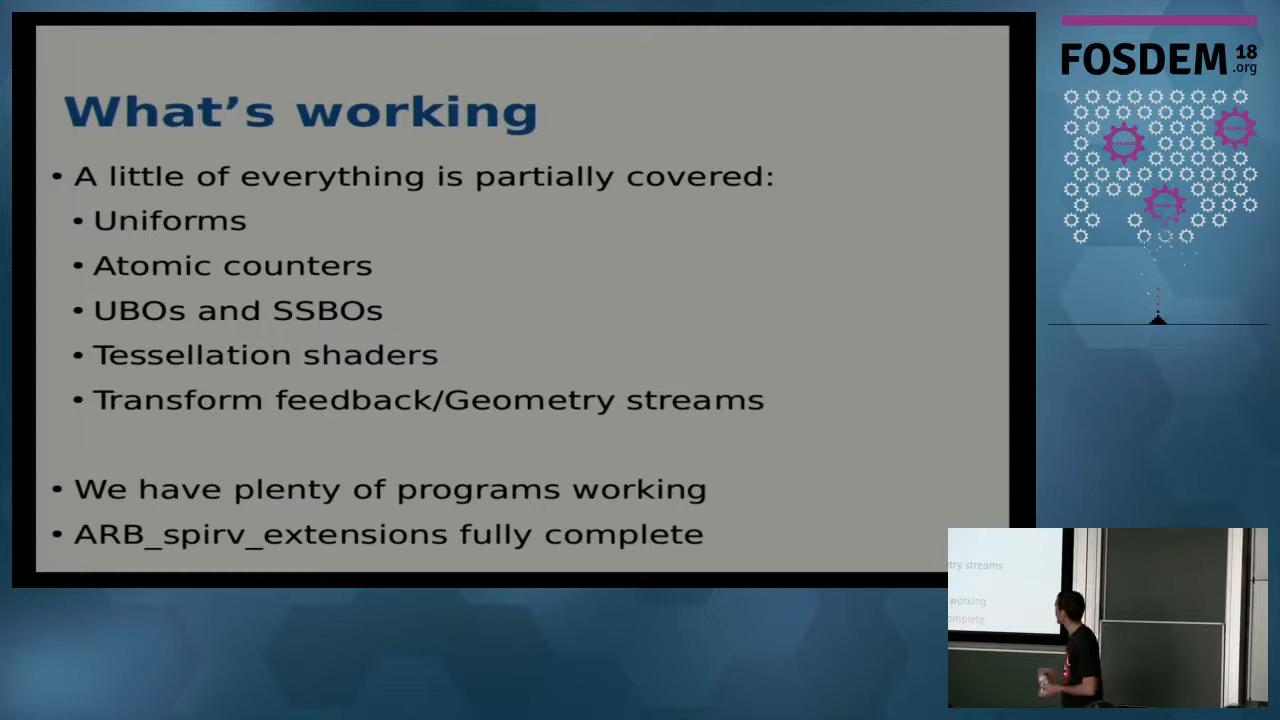 What's working
• A little of everything is partially covered:
• Uniforms
• Atomic counters
• UBOs and SSBOs
• Tessellation shaders
• Transform feedback/Geometry streams
• We have plenty of programs working
• ARB_spirv_extensions fully complete
FOSDEM 18
.org
try streams
working
omplete